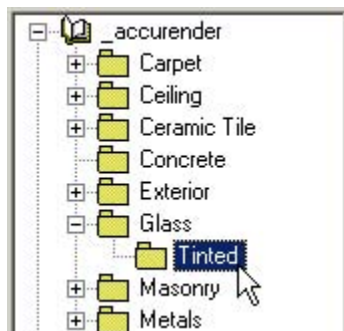 _accurender
Carpet
Ceiling
Ceramic Tile
Concrete
Exterior
Glass
Tinted
Masonry
Metals